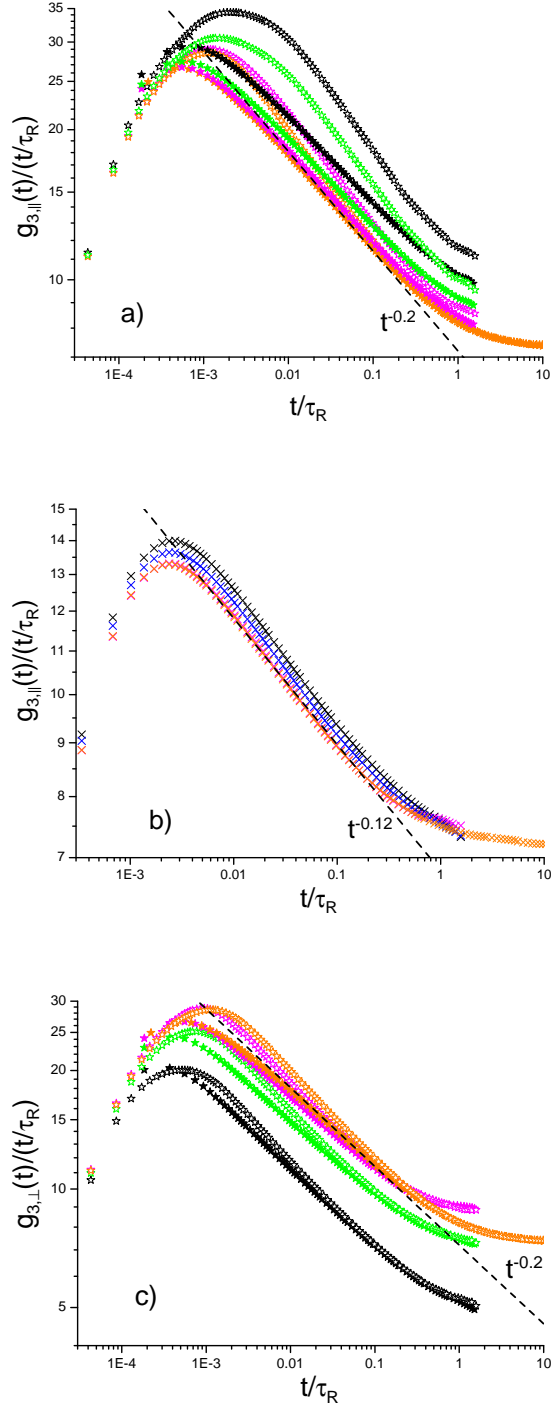 35
30
25
20
15
10
g3,||(t)/(t/τR)
a)
t-0.2
1E-4 1E-3 0.01 0.1 1 10
t/τR
15
14
13
12
11
10
9
8
7
g3,||(t)/(t/τR)
b)
t-0.12
1E-3 0.01 0.1 1 10
t/τR
30
25
20
15
10
5
g3,⊥(t)/(t/τR)
c)
t-0.2
1E-4 1E-3 0.01 0.1 1 10
t/τR